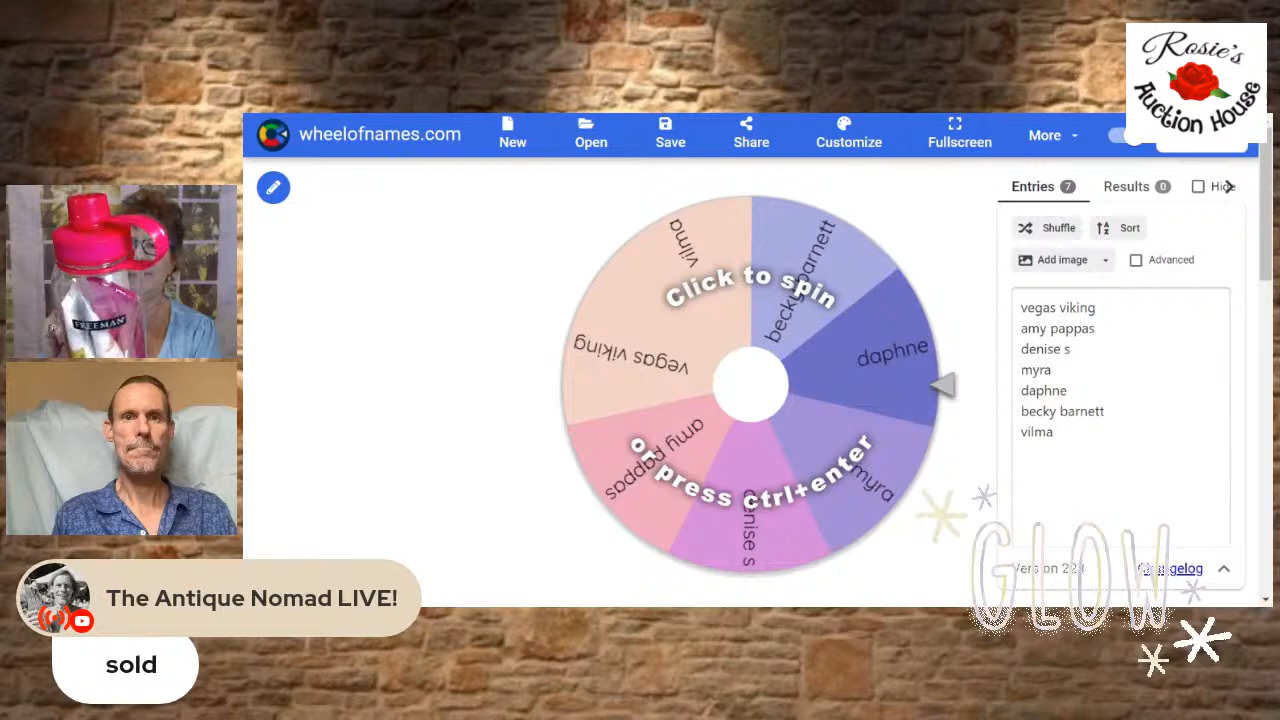 Rosie's
Auction House
wheelofnames.com
New
Open
Save
Share
Customize
Fullscreen
More
Entries 7
Results 0
Hide
Shuffle
Sort
Add image
Advanced
vegas viking
amy pappas
denise s
myra
daphne
becky barnett
vilma
vilma
becky barnett
daphne
myra
denise s
amy pappas
vegas viking
Click to spin
or press ctrl+enter
FREEMAN
Version
Changelog
GLOW
The Antique Nomad LIVE!
sold